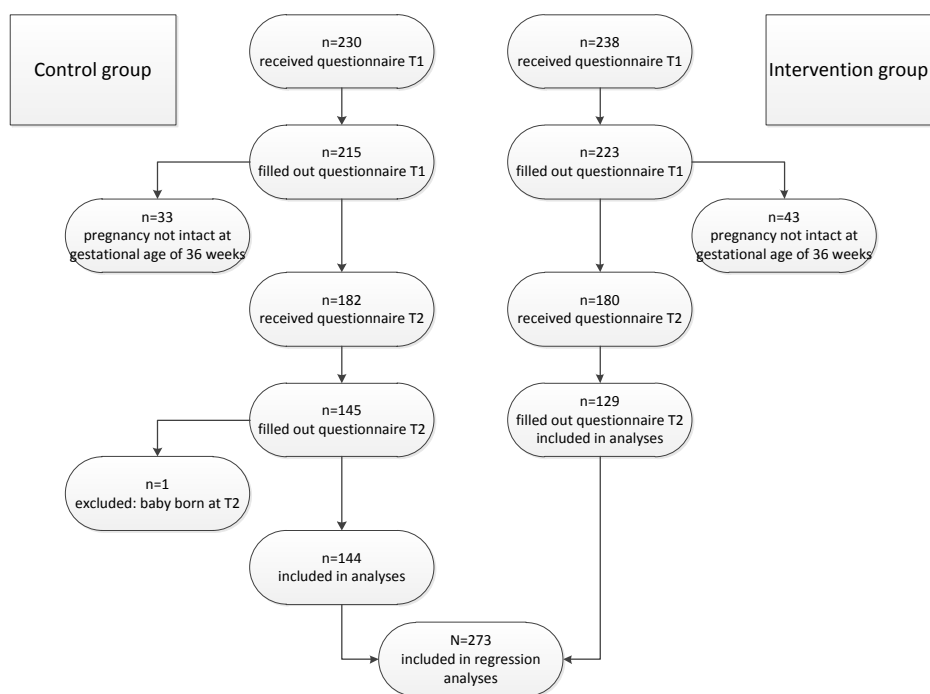 Control group
n=230
received questionnaire T1
n=238
received questionnaire T1
Intervention group
n=215
filled out questionnaire T1
n=223
filled out questionnaire T1
n=33
pregnancy not intact at
gestational age of 36 weeks
n=43
pregnancy not intact at
gestational age of 36 weeks
n=182
received questionnaire T2
n=180
received questionnaire T2
n=145
filled out questionnaire T2
n=129
filled out questionnaire T2
included in analyses
n=1
excluded: baby born at T2
n=144
included in analyses
N=273
included in regression
analyses